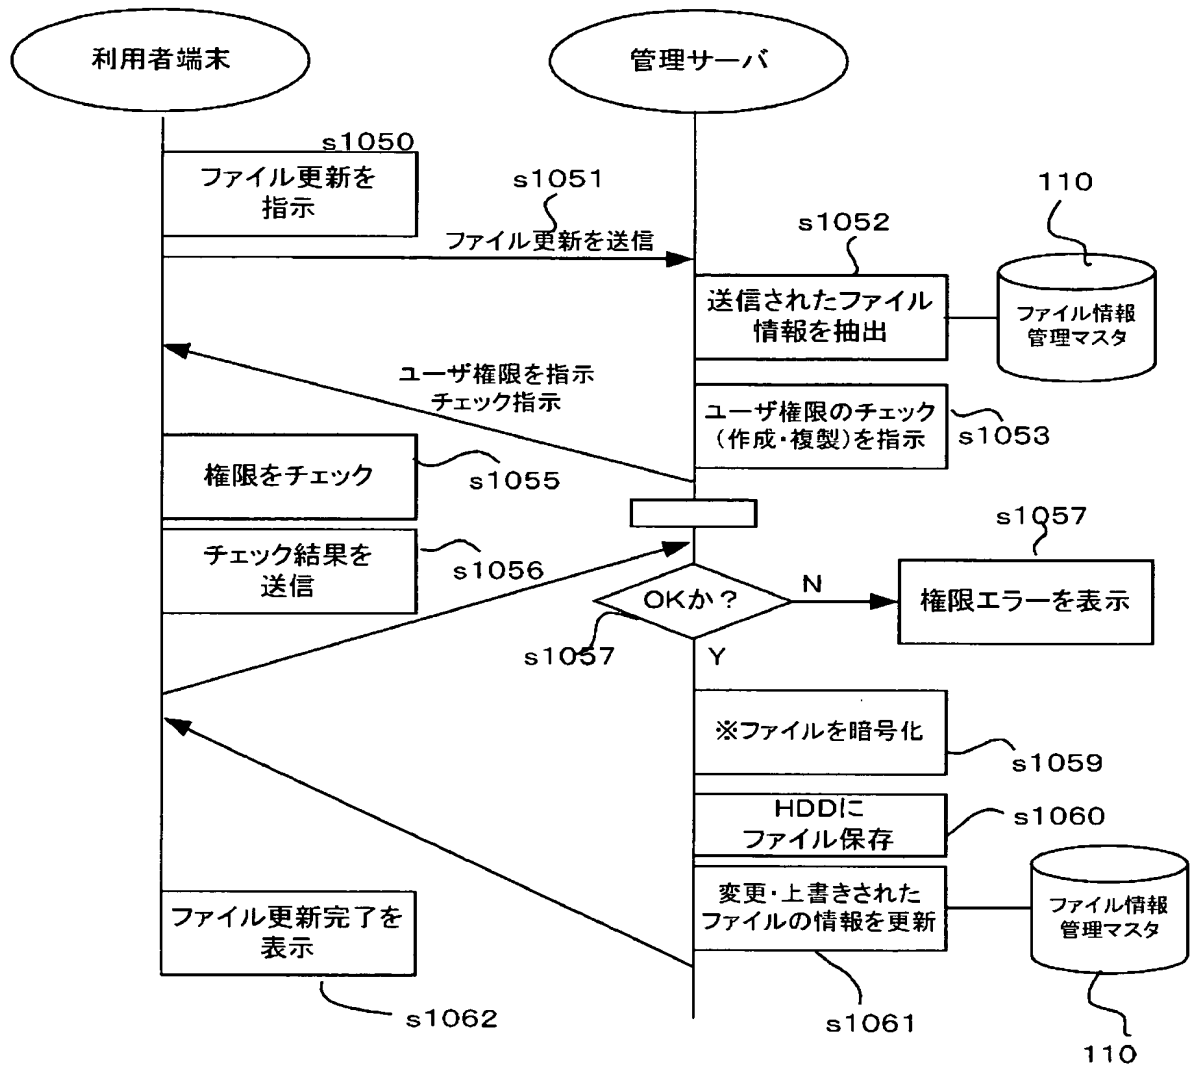 利用者端末
管理サーバ
s1050
ファイル更新を
指示
s1051
ファイル更新を送信
s1052
110
送信されたファイル
情報を抽出
ファイル情報
管理マスタ
ユーザ権限を指示
チェック指示
ユーザ権限のチェック
(作成・複製)を指示
s1053
権限をチェック
s1055
チェック結果を
送信
s1056
s1057
OKか?
N
権限エラーを表示
s1057
Y
※ファイルを暗号化
s1059
HDDに
ファイル保存
s1060
変更・上書きされた
ファイルの情報を更新
ファイル情報
管理マスタ
ファイル更新完了を
表示
s1062
s1061
110